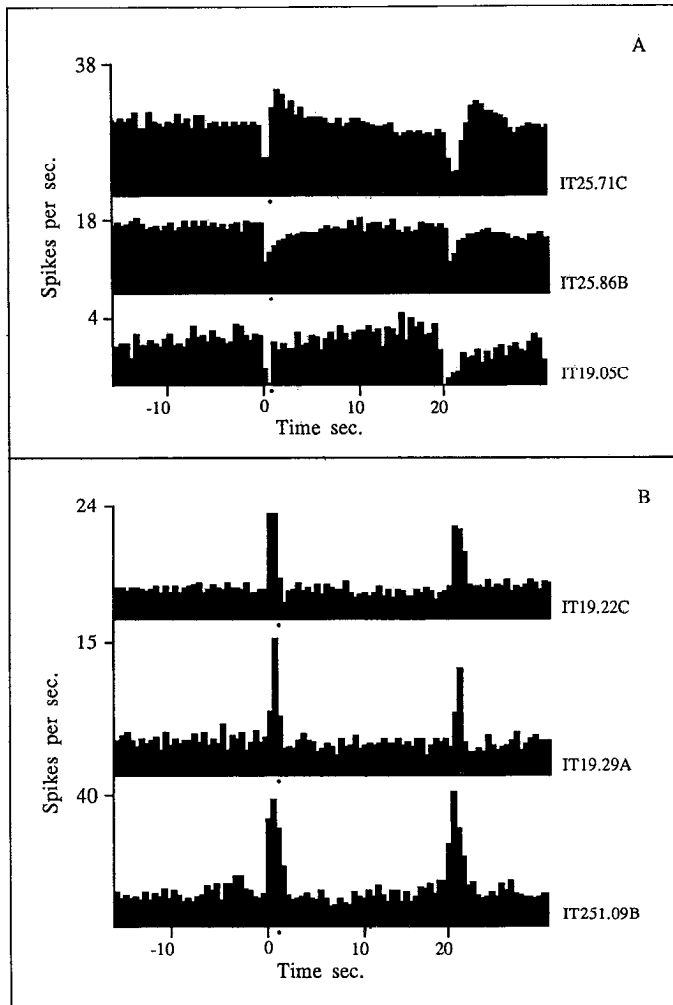 A
38
Spikes per sec.
IT25.71C
18
IT25.86B
4
IT19.05C
-10 0 10 20
Time sec.
B
24
Spikes per sec.
IT19.22C
15
IT19.29A
40
IT251.09B
-10 0 10 20
Time sec.